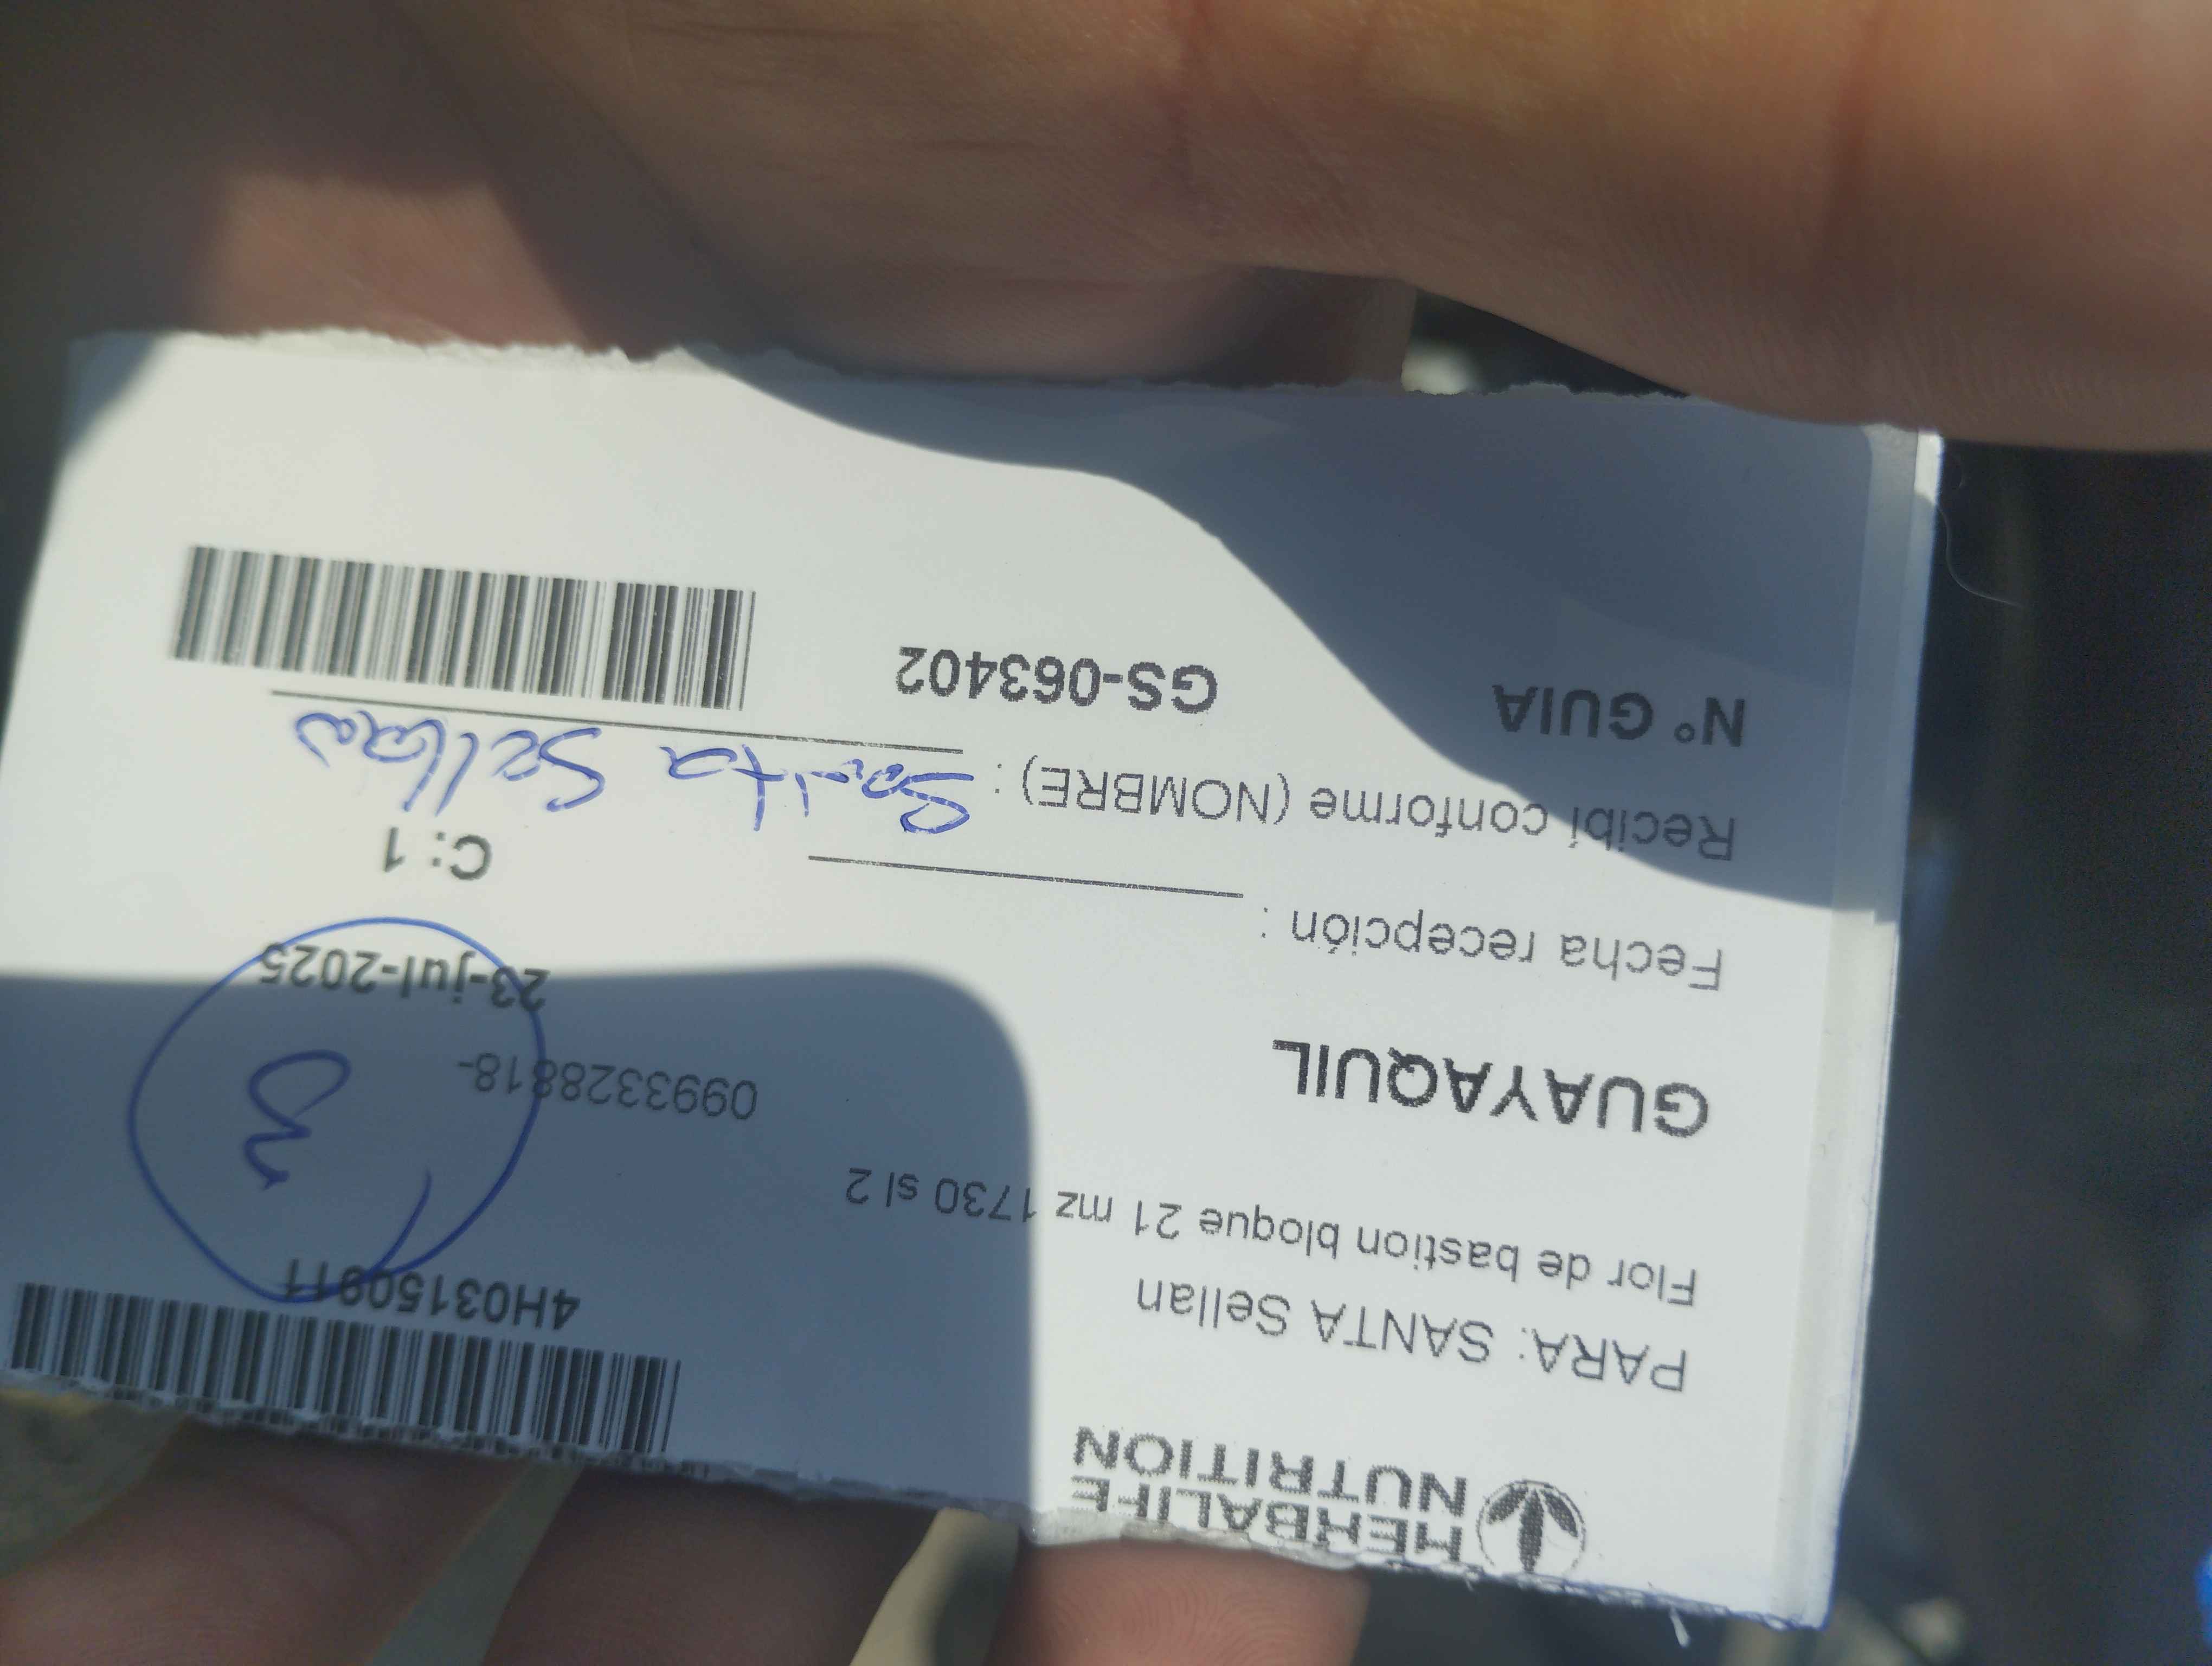 HERBALIFE
NUTRITION
4H03150911
PARA: SANTA Sellan
Flor de bastion bloque 21 mz 1730 sl 2
3
0993328818-
GUAYAQUIL
23-jul-2025
Fecha recepción :
C: 1
Recibí conforme (NOMBRE) : Santa Sellan
N° GUIA GS-063402